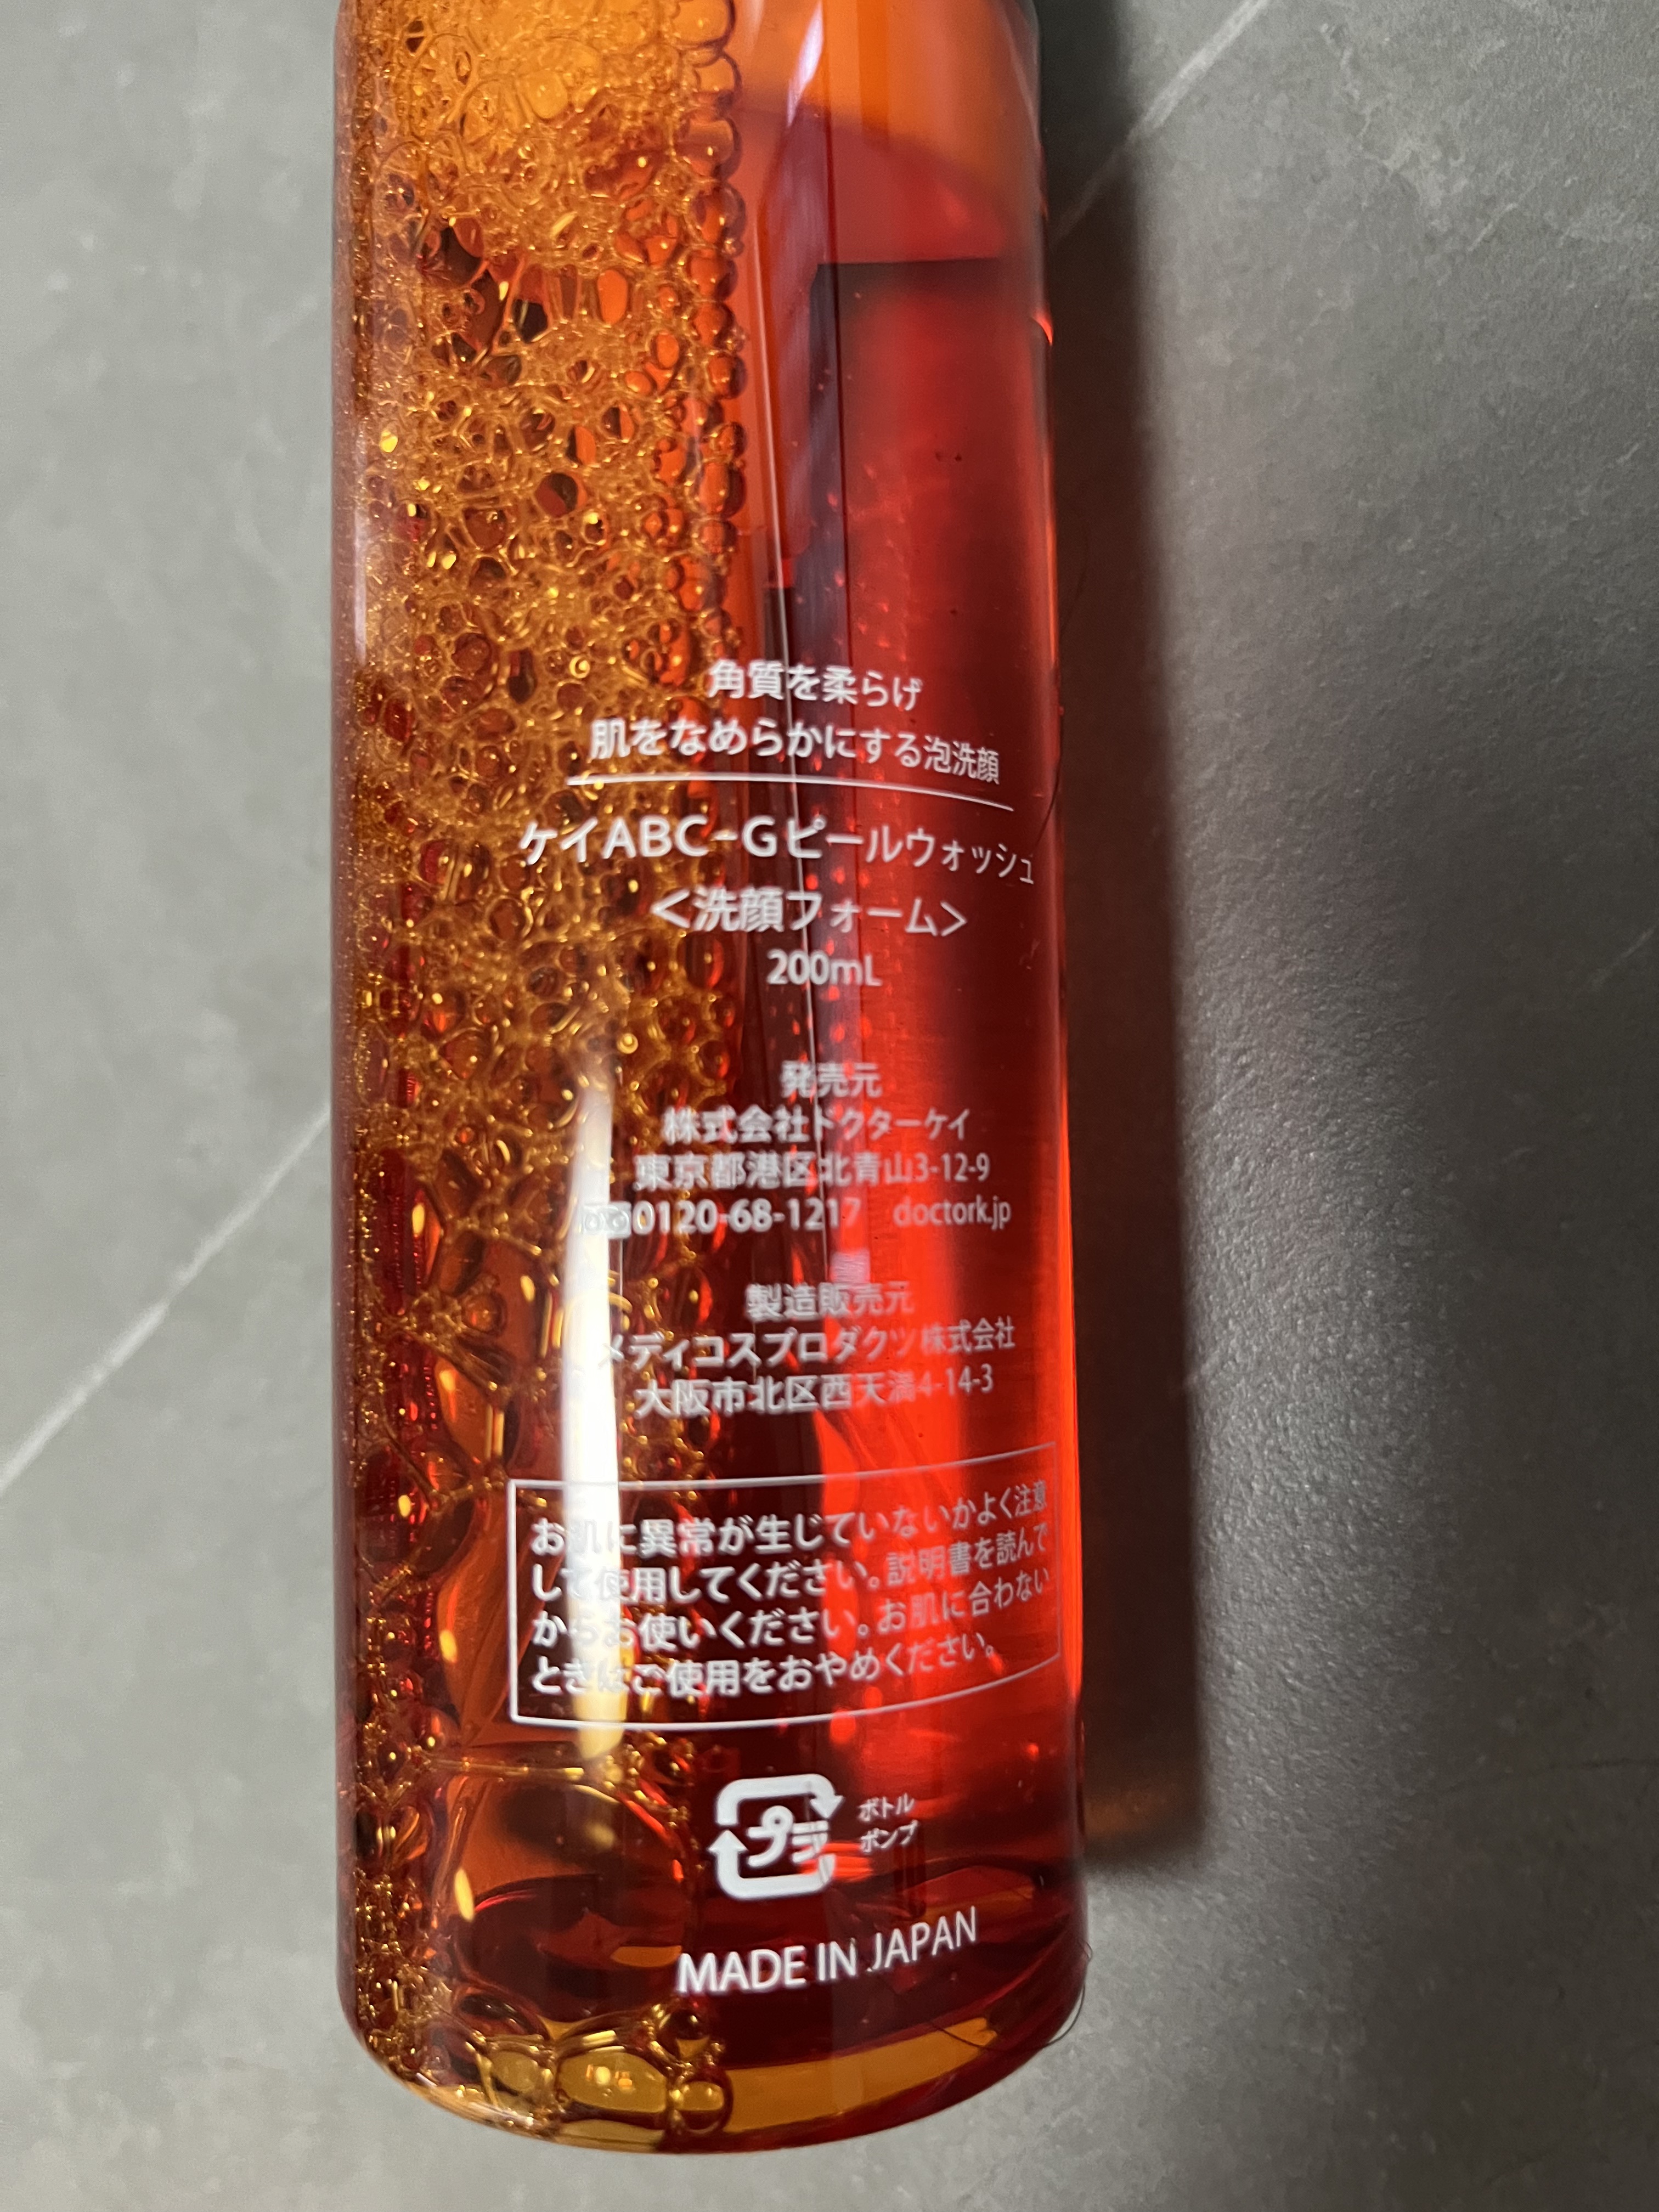 角質を柔らげ
肌をなめらかにする泡洗顔
ケイABC-Gピールウォッシュ
＜洗顔フォーム＞
200mL
発売元
株式会社ドクターケイ
東京都港区北青山3-12-9
0120-68-1217 doctork.jp
製造販売元
メディコスプロダクツ株式会社
大阪市北区西天満4-14-3
お肌に異常が生じていないかよく注意
して使用してください。説明書を読んで
からお使いください。お肌に合わない
ときはご使用をおやめください。
プラ
ボトル
ポンプ
MADE IN JAPAN